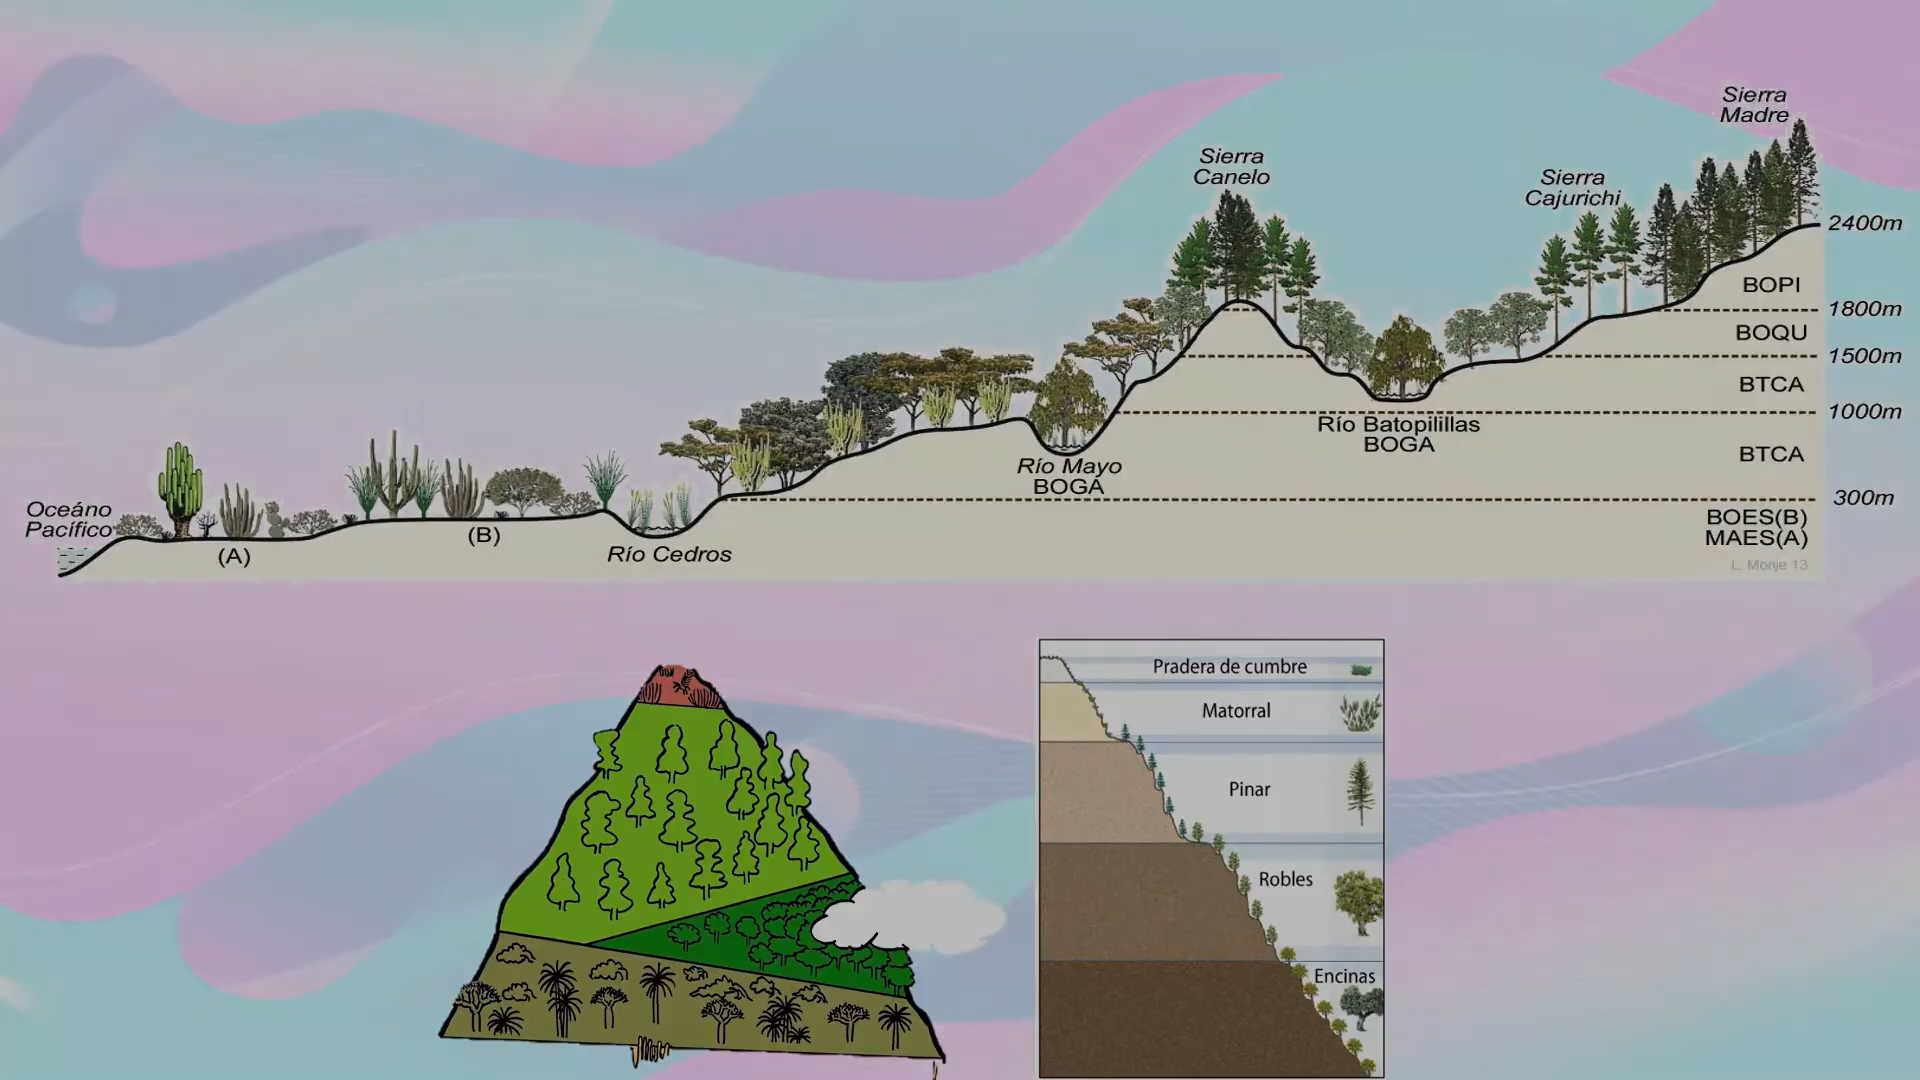 Sierra
Madre
Sierra
Canelo
Sierra
Cajurichi
2400m
BOPI
1800m
BOQU
1500m
BTCA
1000m
Río Batopilillas
BOGA
BTCA
Río Mayo
BOGA
300m
Oceáno
Pacífico
(A)
(B)
Río Cedros
BOES(B)
MAES(A)
L. Monje 13
Pradera de cumbre
Matorral
Pinar
Robles
Encinas